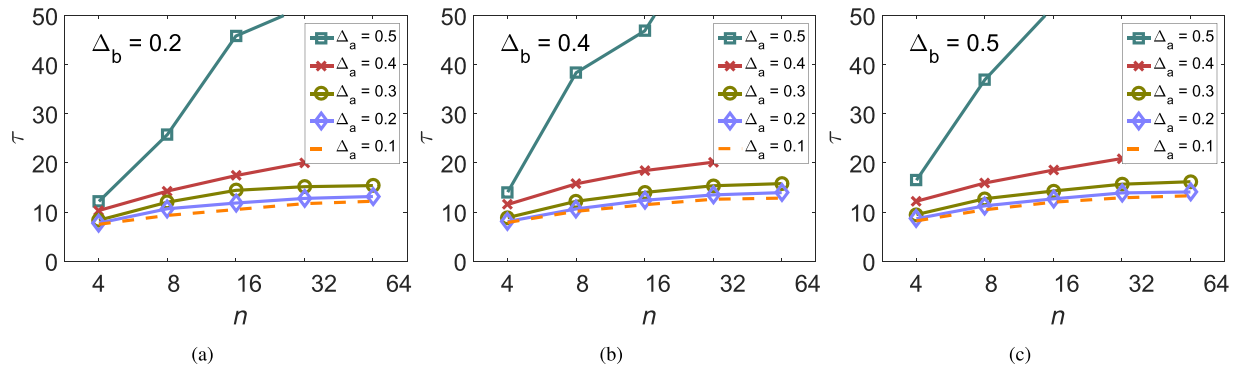 50
40
30
20
10
0
τ
Δb = 0.2
Δa = 0.5
Δa = 0.4
Δa = 0.3
Δa = 0.2
Δa = 0.1
4 8 16 32 64
n
(a)
50
40
30
20
10
0
τ
Δb = 0.4
Δa = 0.5
Δa = 0.4
Δa = 0.3
Δa = 0.2
Δa = 0.1
4 8 16 32 64
n
(b)
50
40
30
20
10
0
τ
Δb = 0.5
Δa = 0.5
Δa = 0.4
Δa = 0.3
Δa = 0.2
Δa = 0.1
4 8 16 32 64
n
(c)